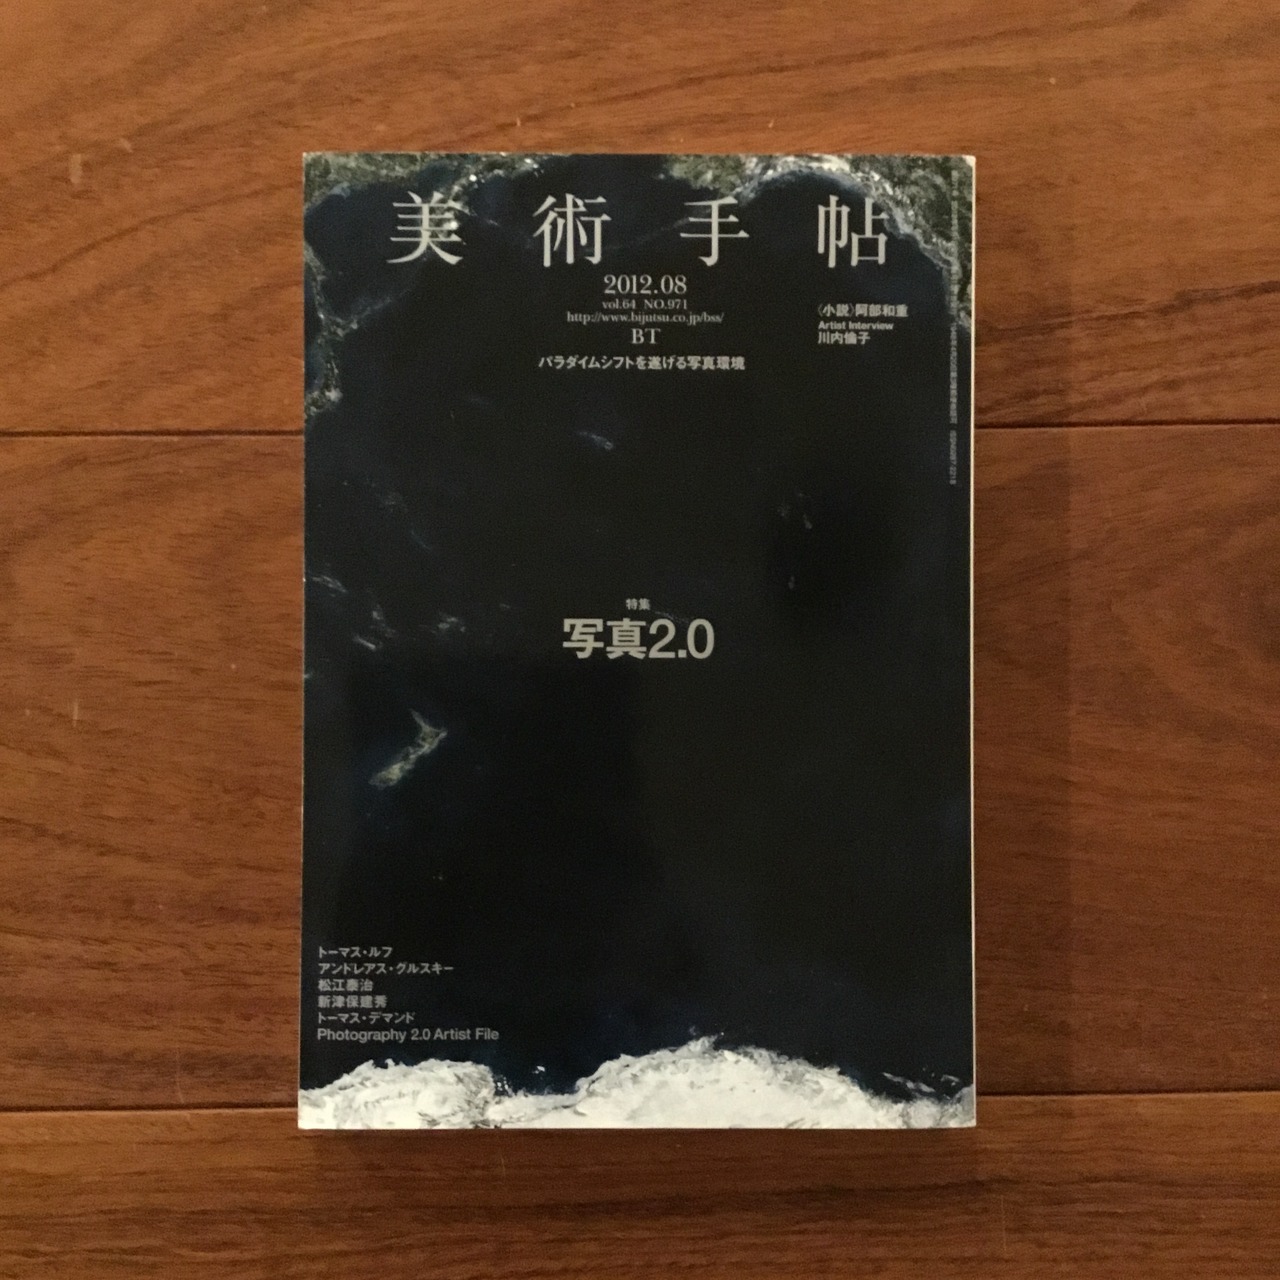 美術手帖
2012.08
vol.64 NO.971
http://www.bijutsu.co.jp/bss/
BT
パラダイムシフトを遂げる写真環境
〈小説〉阿部和重
Artist Interview
川内倫子
特集
写真2.0
トーマス・ルフ
アンドレアス・グルスキー
松江泰治
新津保建秀
トーマス・デマンド
Photography 2.0 Artist File